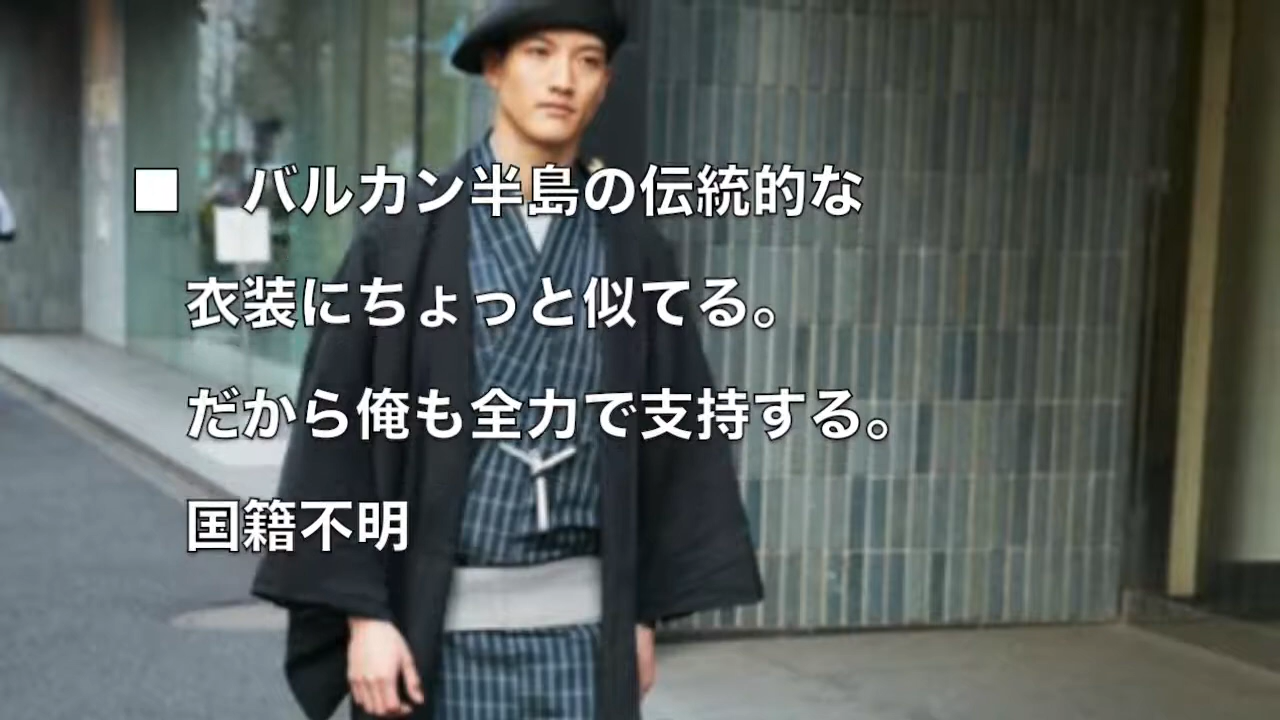 ■　バルカン半島の伝統的な
衣装にちょっと似てる。
だから俺も全力で支持する。
国籍不明